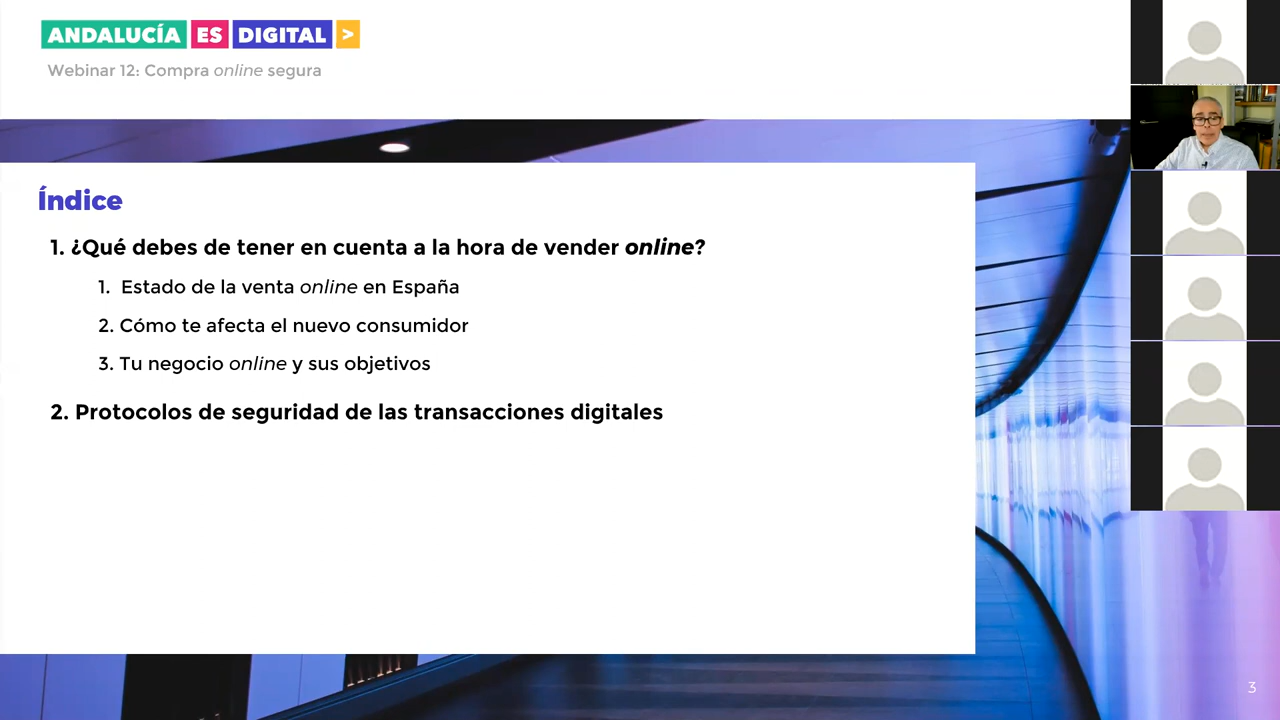 ANDALUCÍA ES DIGITAL >
Webinar 12: Compra online segura
Índice
1. ¿Qué debes de tener en cuenta a la hora de vender online?
1. Estado de la venta online en España
2. Cómo te afecta el nuevo consumidor
3. Tu negocio online y sus objetivos
2. Protocolos de seguridad de las transacciones digitales
3